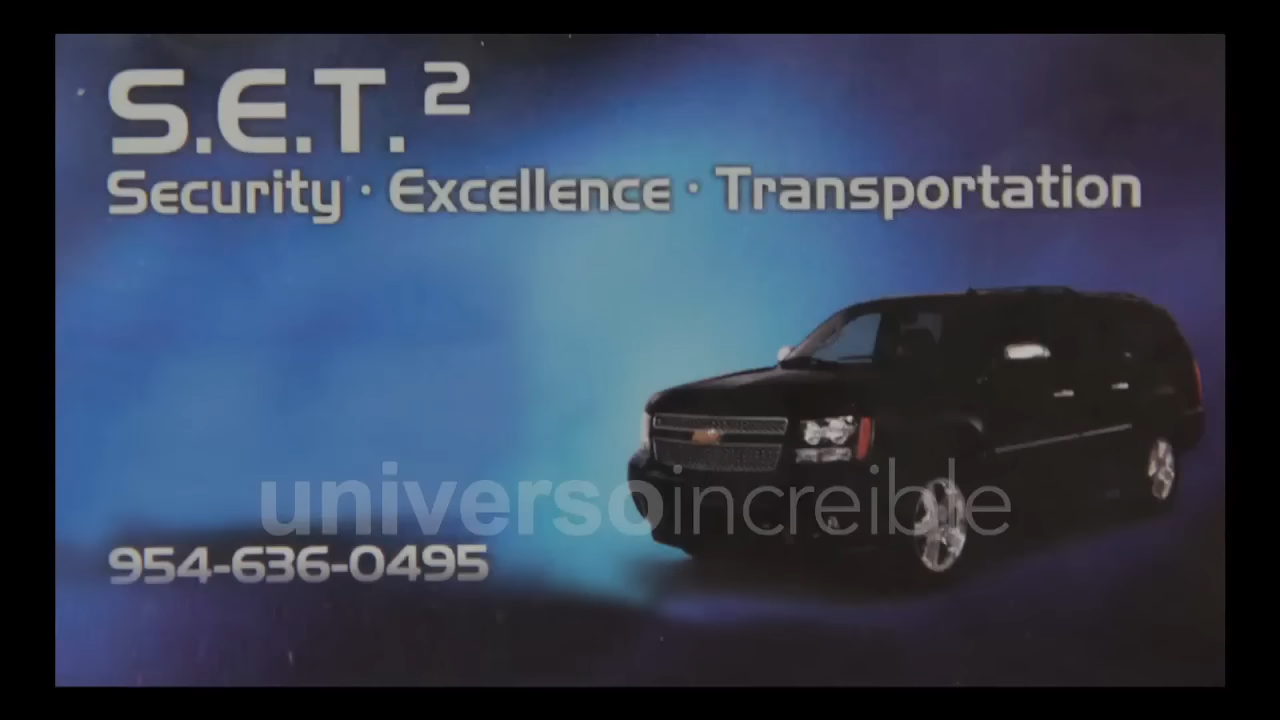 S.E.T.²
Security · Excellence · Transportation
universoincreible
954-636-0495